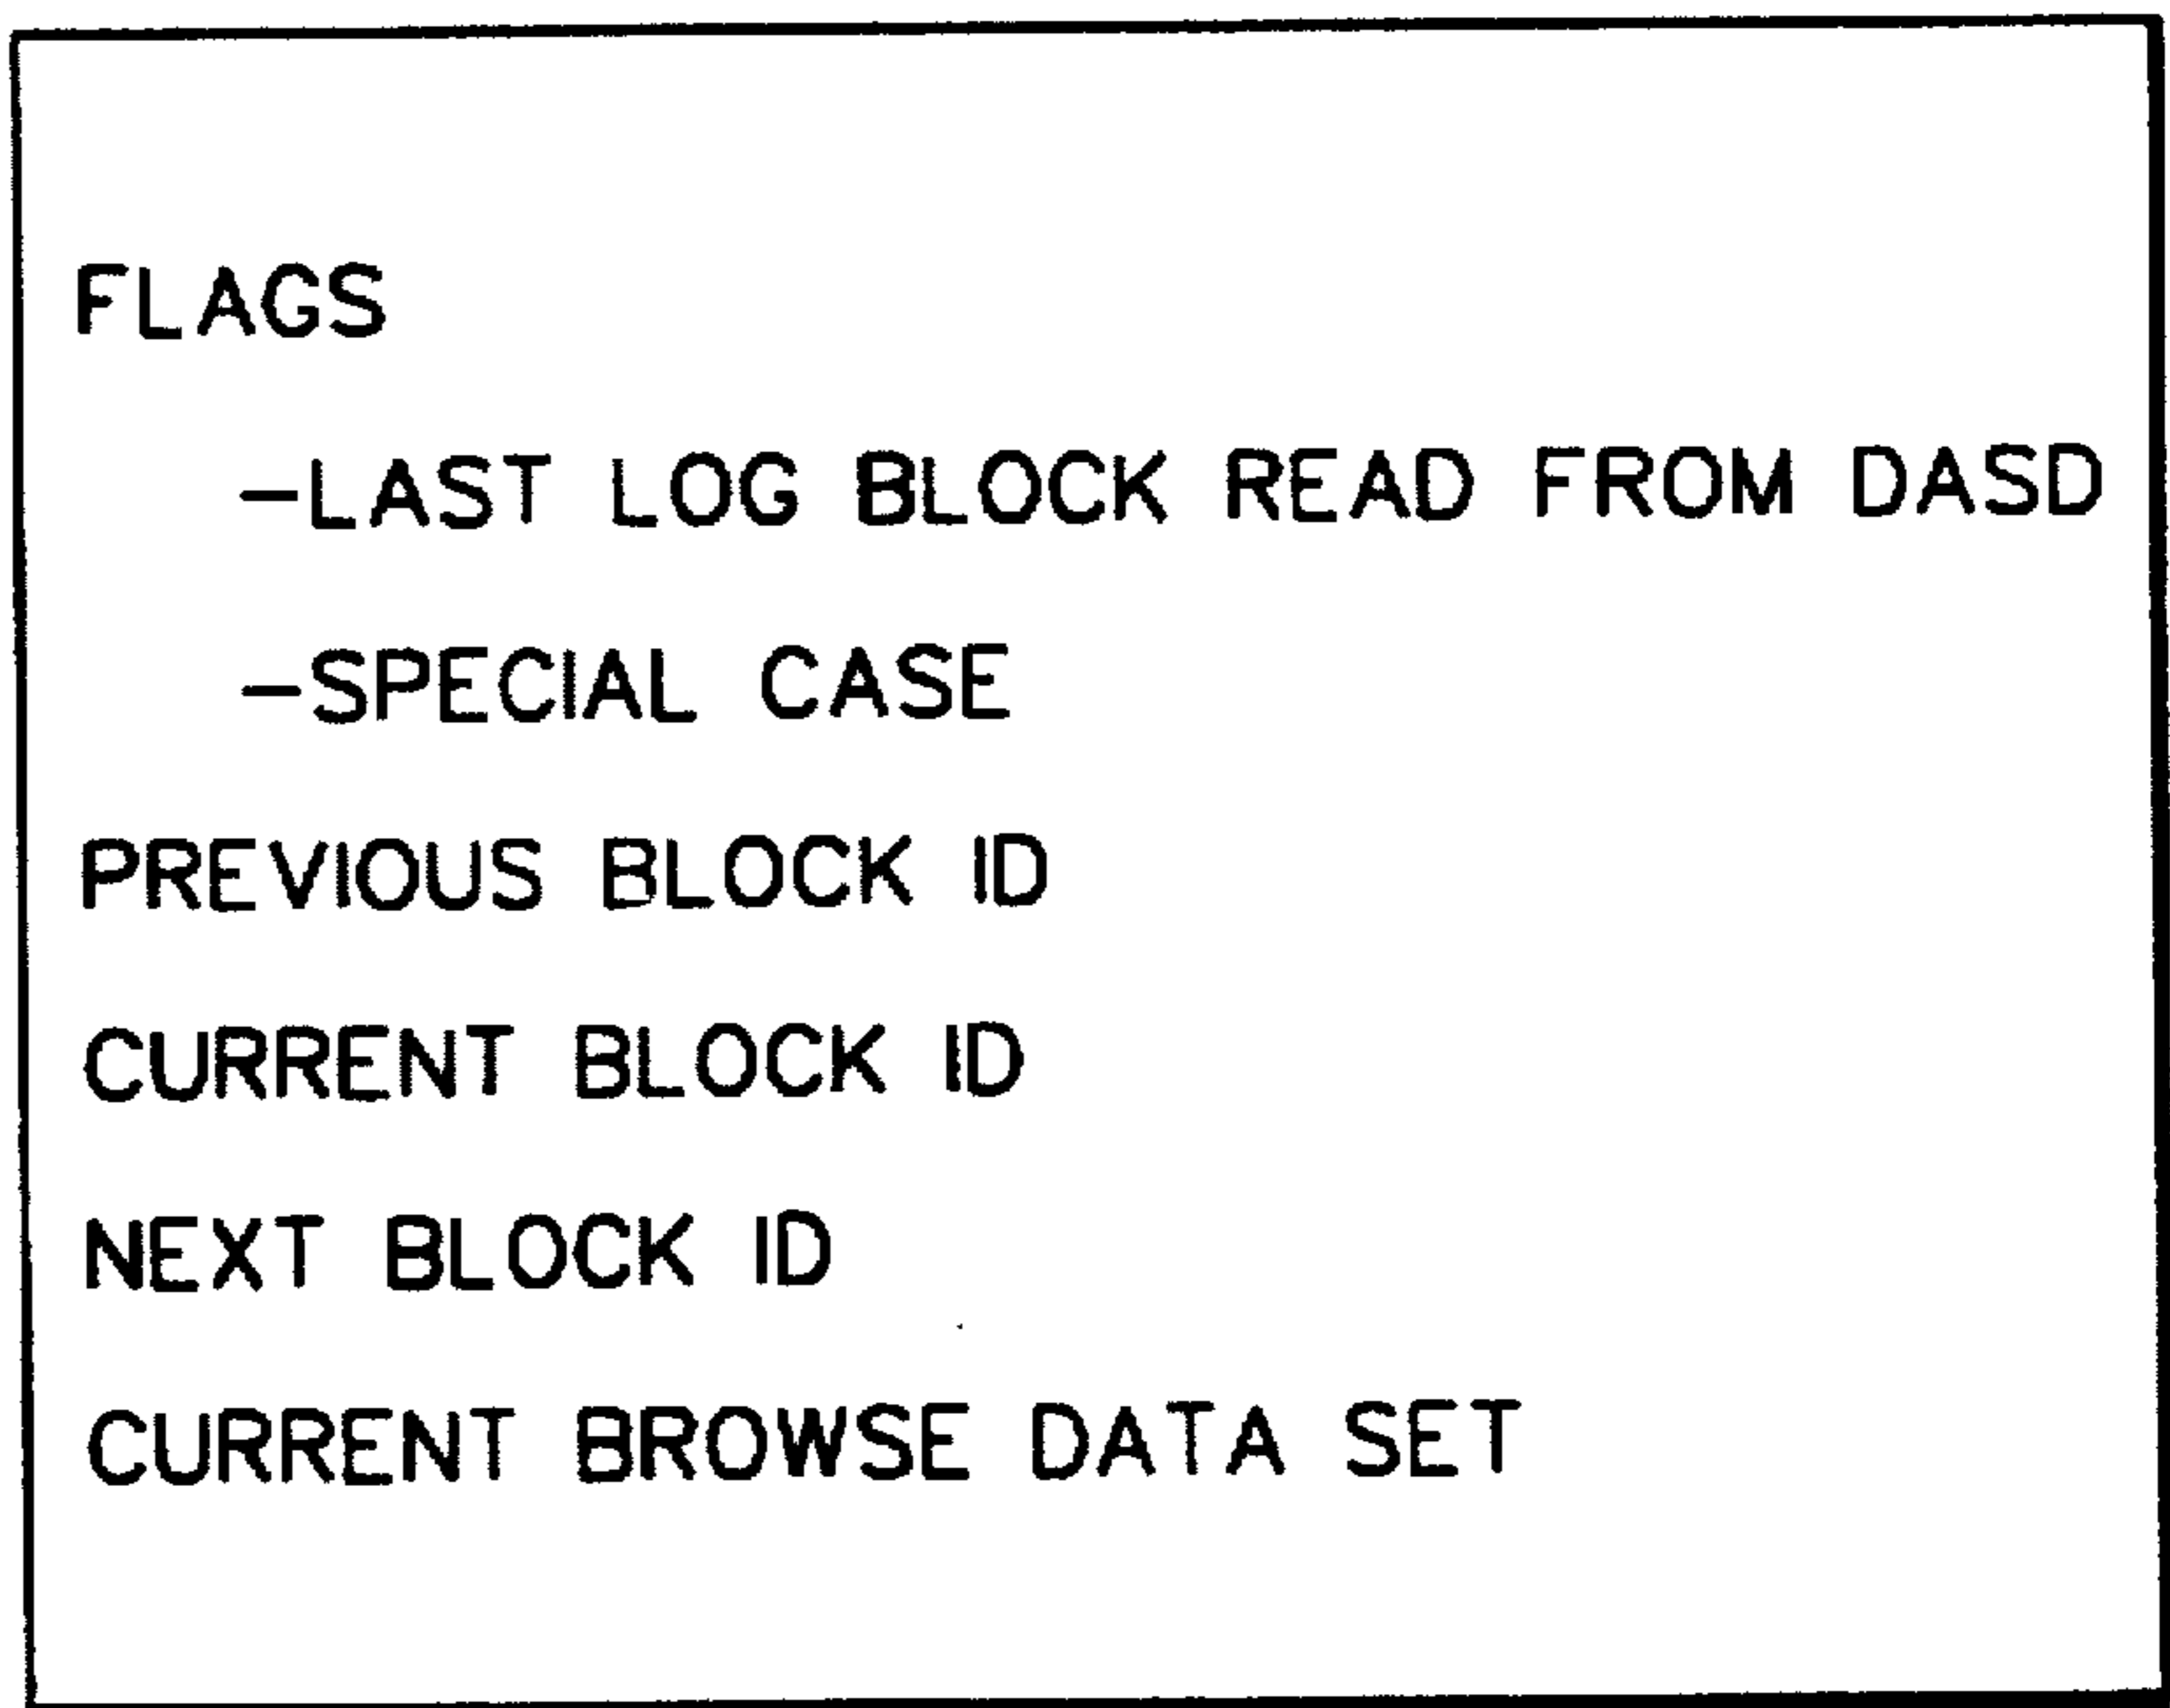 FLAGS
-LAST LOG BLOCK READ FROM DASD
-SPECIAL CASE
PREVIOUS BLOCK ID
CURRENT BLOCK ID
NEXT BLOCK ID
CURRENT BROWSE DATA SET